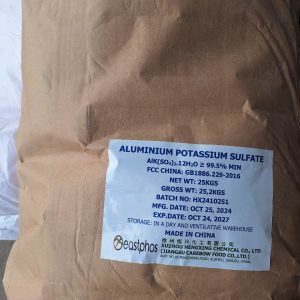 ALUMINIUM POTASSIUM SULFATE
AlK(SO₄)₂.12H₂O ≥ 99.5% MIN
FCC CHINA: GB1886.229-2016
NET WT: 25KGS
GROSS WT: 25,2KGS
BATCH NO: HX2410251
MFG. DATE: OCT 25, 2024
EXP.DATE: OCT 24, 2027
STORAGE: IN A DRY AND VENTILATIVE WAREHOUSE
MADE IN CHINA
eastphos
XUZHOU HENGXING CHEMICAL CO., LTD.
FOOD CO., LTD.)